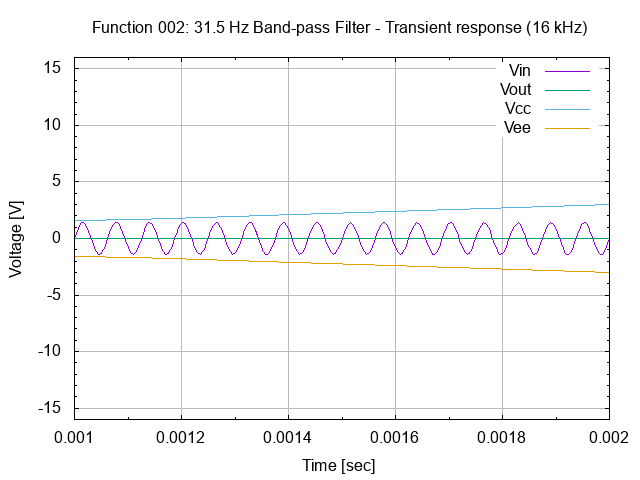 Function 002: 31.5 Hz Band-pass Filter - Transient response (16 kHz)
Vin
Vout
Vcc
Vee
15
10
5
0
-5
-10
-15
Voltage [V]
0.001 0.0012 0.0014 0.0016 0.0018 0.002
Time [sec]